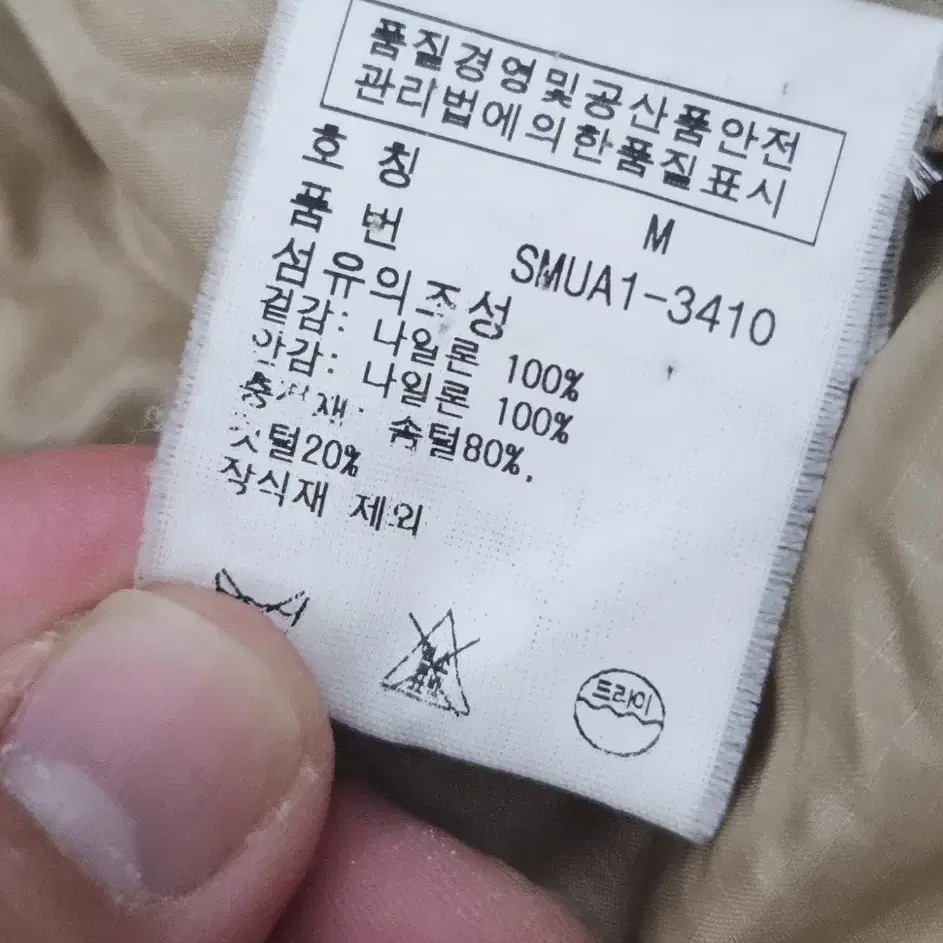 품질경영및공산품안전
관리법에의한품질표시
호 칭 M
품 번 SMUA1-3410
섬유의조성
겉감: 나일론 100%
안감: 나일론 100%
솜털80%,
깃털20%
장식재 제외
드라이